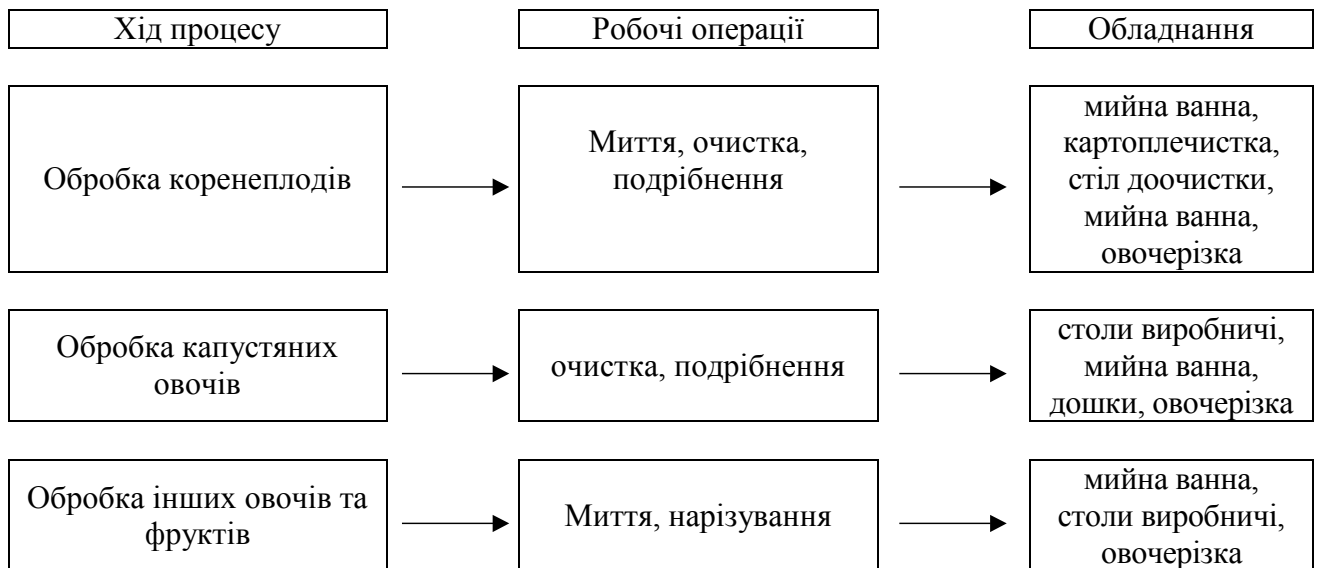 Хід процесу
Робочі операції
Обладнання
Обробка коренеплодів
Миття, очистка,
подрібнення
мийна ванна,
картоплечистка,
стіл доочистки,
мийна ванна,
овочерізка
Обробка капустяних
овочів
очистка, подрібнення
столи виробничі,
мийна ванна,
дошки, овочерізка
Обробка інших овочів та
фруктів
Миття, нарізування
мийна ванна,
столи виробничі,
овочерізка